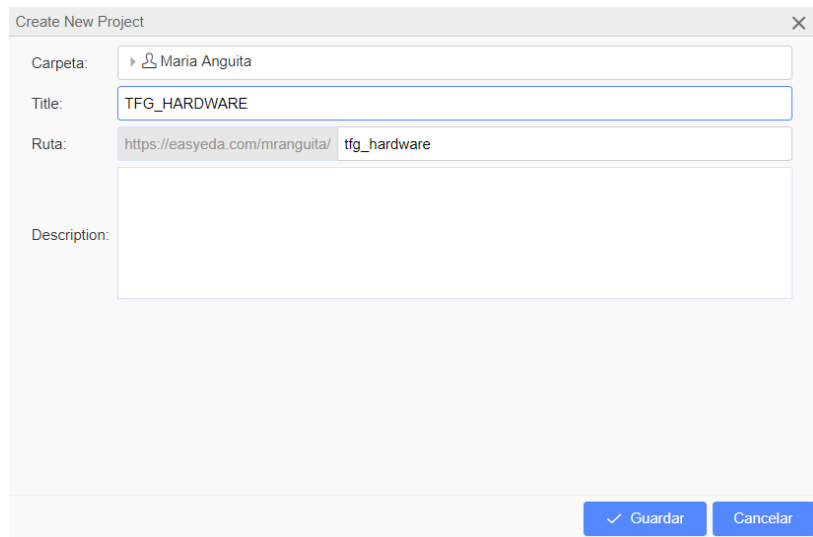 Create New Project
Carpeta: Maria Anguita
Title: TFG_HARDWARE
Ruta: https://easyeda.com/mranguita/ tfg_hardware
Description:
Guardar Cancelar